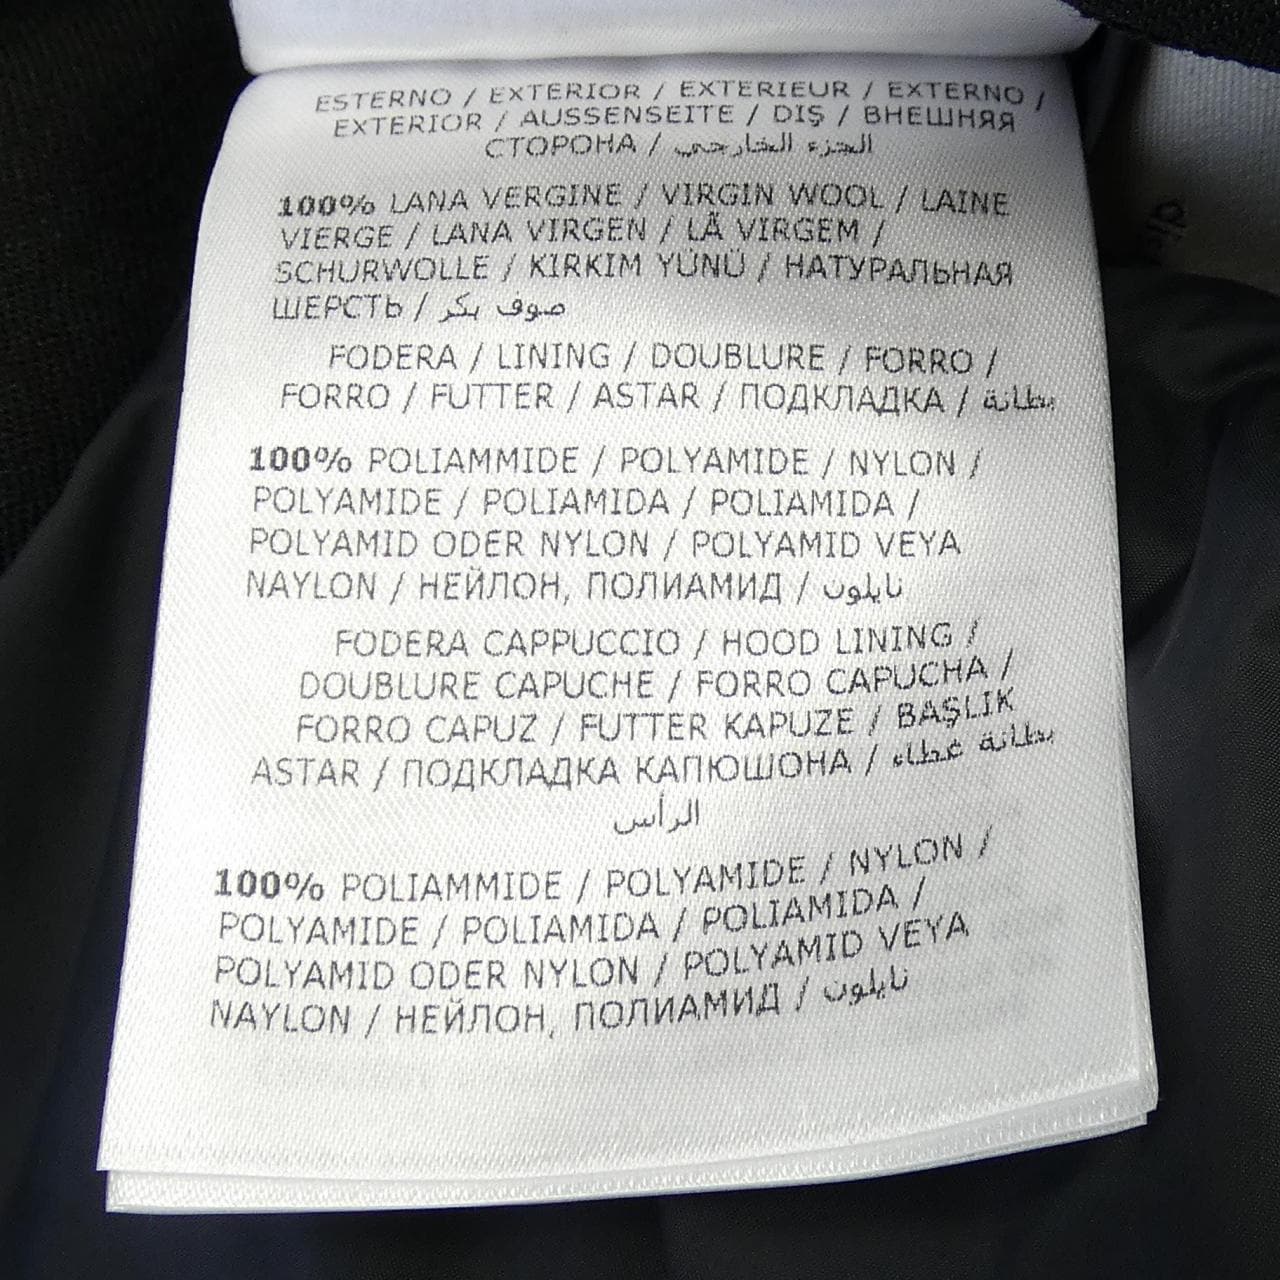 ESTERNO / EXTERIOR / EXTERIEUR / EXTERNO /
EXTERIOR / AUSSENSEITE / DIŞ / ВНЕШНЯЯ
СТОРОНА / الجزء الخارجي
100% LANA VERGINE / VIRGIN WOOL / LAINE
VIERGE / LANA VIRGEN / LÃ VIRGEM /
SCHURWOLLE / KIRKIM YÜNÜ / НАТУРАЛЬНАЯ
ШЕРСТЬ / صوف بكر
FODERA / LINING / DOUBLURE / FORRO /
FORRO / FUTTER / ASTAR / ПОДКЛАДКА / بطانة
100% POLIAMMIDE / POLYAMIDE / NYLON /
POLYAMIDE / POLIAMIDA / POLIAMIDA /
POLYAMID ODER NYLON / POLYAMID VEYA
NAYLON / НЕЙЛОН, ПОЛИАМИД / نايلون
FODERA CAPPUCCIO / HOOD LINING /
DOUBLURE CAPUCHE / FORRO CAPUCHA /
FORRO CAPUZ / FUTTER KAPUZE / BAŞLIK
ASTAR / ПОДКЛАДКА КАПЮШОНА / بطانة غطاء
الرأس
100% POLIAMMIDE / POLYAMIDE / NYLON /
POLYAMIDE / POLIAMIDA / POLIAMIDA /
POLYAMID ODER NYLON / POLYAMID VEYA
NAYLON / НЕЙЛОН, ПОЛИАМИД / نايلون